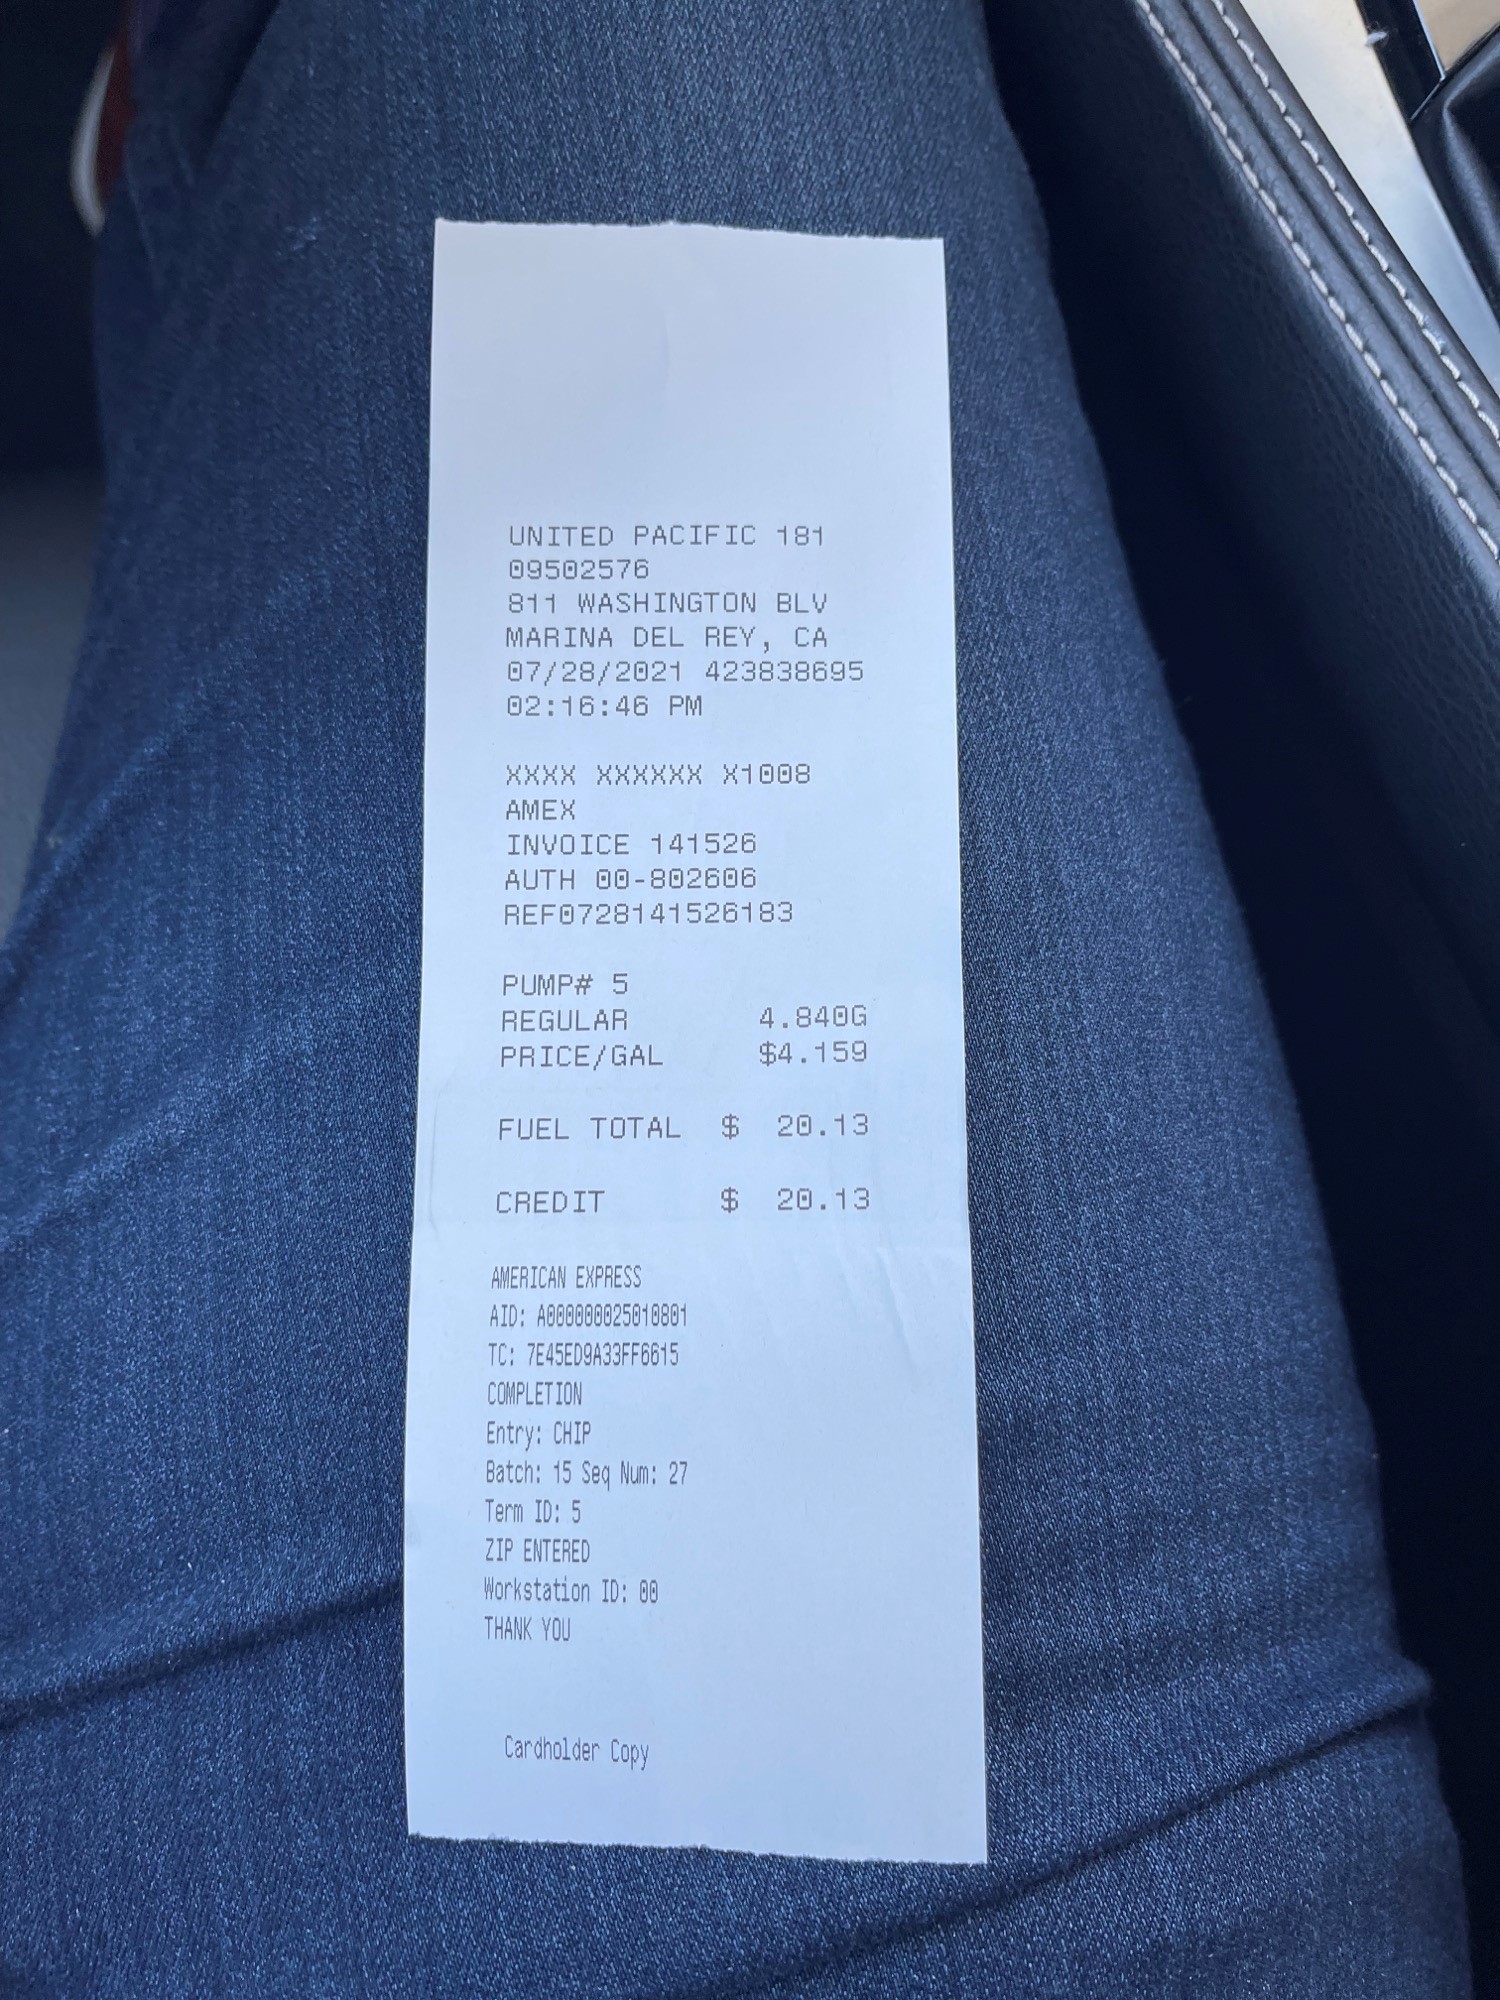 UNITED PACIFIC 181
09502576
811 WASHINGTON BLV
MARINA DEL REY, CA
07/28/2021 423838695
02:16:46 PM
XXXX XXXXXX X1008
AMEX
INVOICE 141526
AUTH 00-802606
REF0728141526183
PUMP# 5
REGULAR 4.840G
PRICE/GAL $4.159
FUEL TOTAL $ 20.13
CREDIT $ 20.13
AMERICAN EXPRESS
AID: A000000025010801
TC: 7E45ED9A33FF6615
COMPLETION
Entry: CHIP
Batch: 15 Seq Num: 27
Term ID: 5
ZIP ENTERED
Workstation ID: 00
THANK YOU
Cardholder Copy